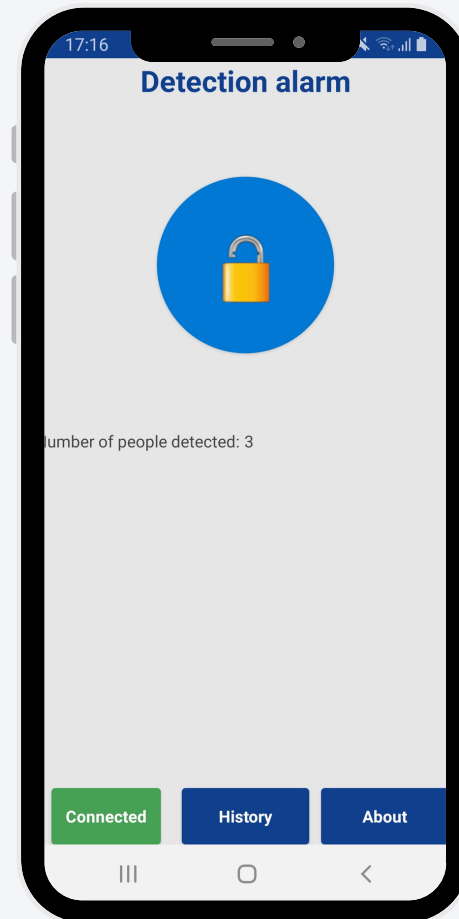 17:16
Detection alarm
umber of people detected: 3
Connected
History
About